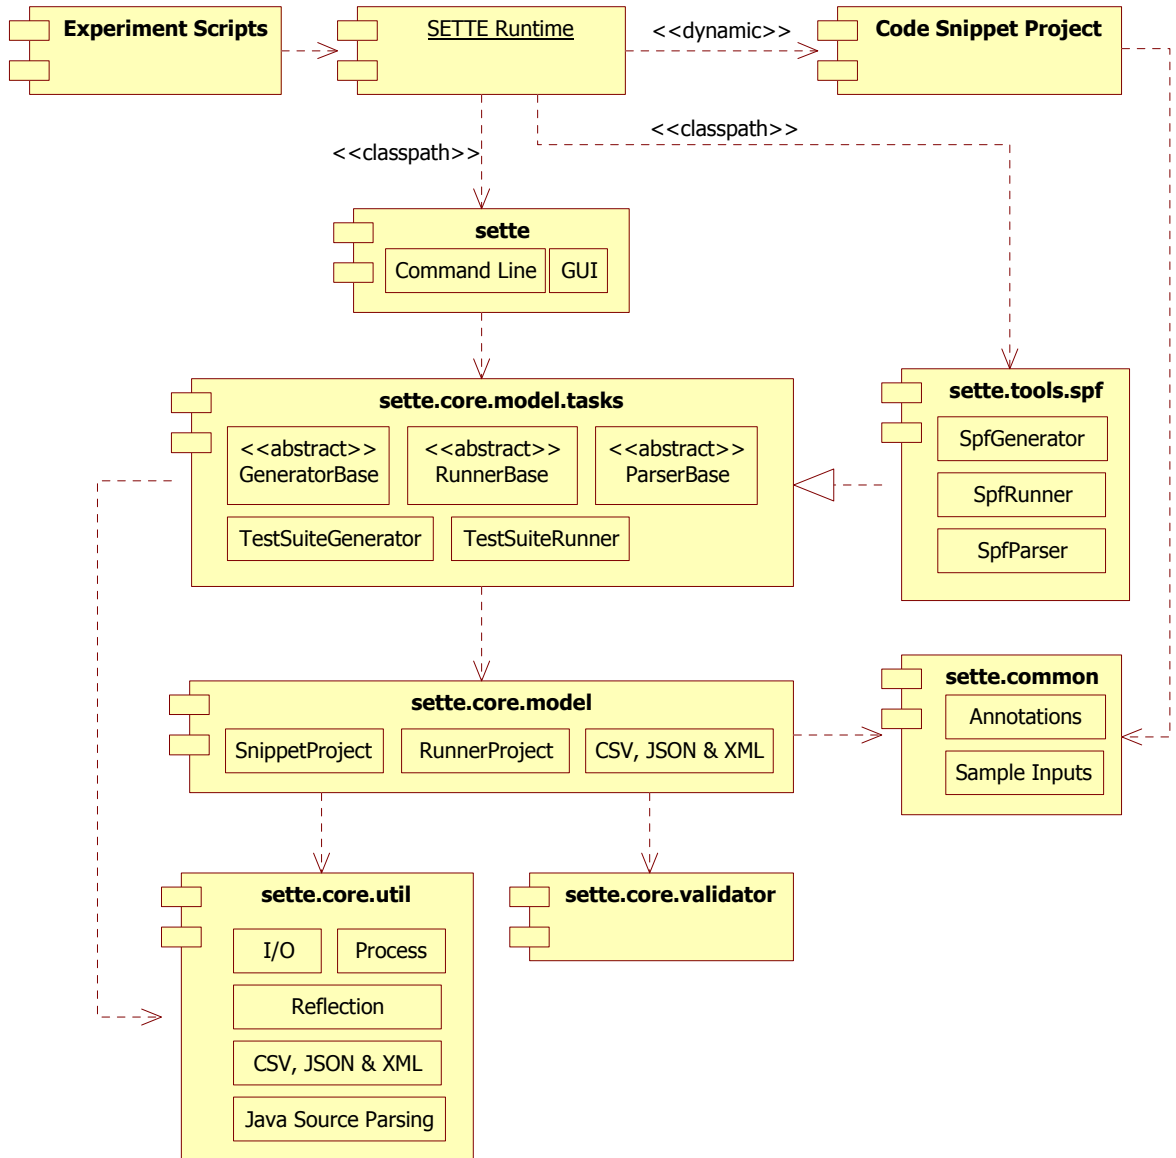 Experiment Scripts
SETTE Runtime
<<dynamic>>
Code Snippet Project
<<classpath>>
<<classpath>>
sette
Command Line
GUI
sette.core.model.tasks
<<abstract>>
GeneratorBase
<<abstract>>
RunnerBase
<<abstract>>
ParserBase
TestSuiteGenerator
TestSuiteRunner
sette.tools.spf
SpfGenerator
SpfRunner
SpfParser
sette.core.model
SnippetProject
RunnerProject
CSV, JSON & XML
sette.common
Annotations
Sample Inputs
sette.core.util
I/O
Process
Reflection
CSV, JSON & XML
Java Source Parsing
sette.core.validator